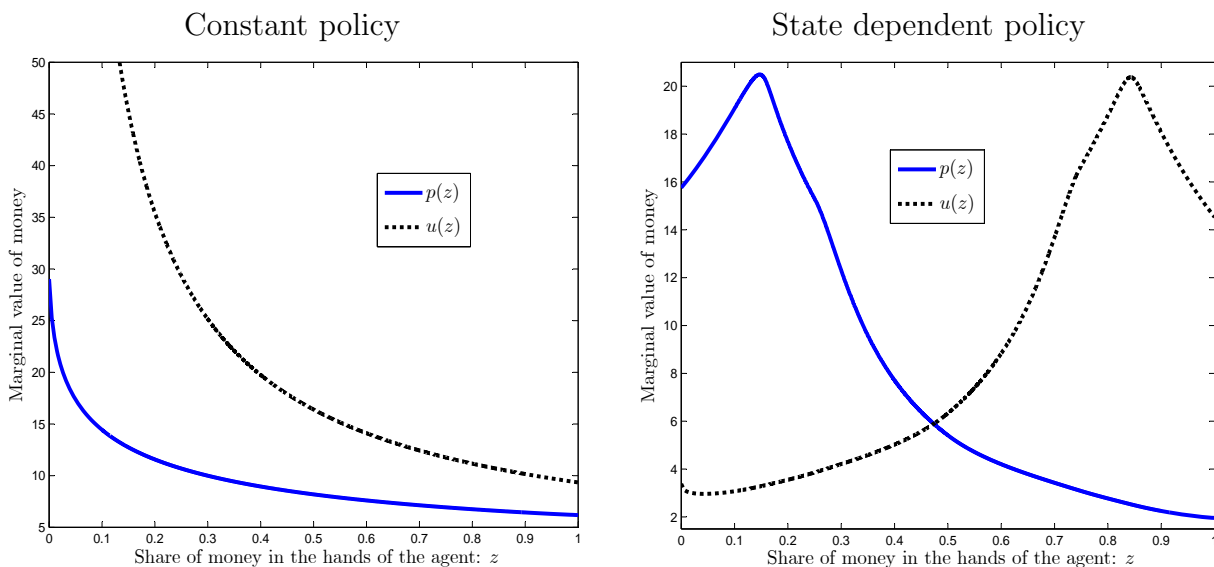 Constant policy
50
45
40
35
30
25
20
15
10
5
0 0.1 0.2 0.3 0.4 0.5 0.6 0.7 0.8 0.9 1
Marginal value of money
Share of money in the hands of the agent: z
p(z)
u(z)
State dependent policy
20
18
16
14
12
10
8
6
4
2
0 0.1 0.2 0.3 0.4 0.5 0.6 0.7 0.8 0.9 1
Marginal value of money
Share of money in the hands of the agent: z
p(z)
u(z)